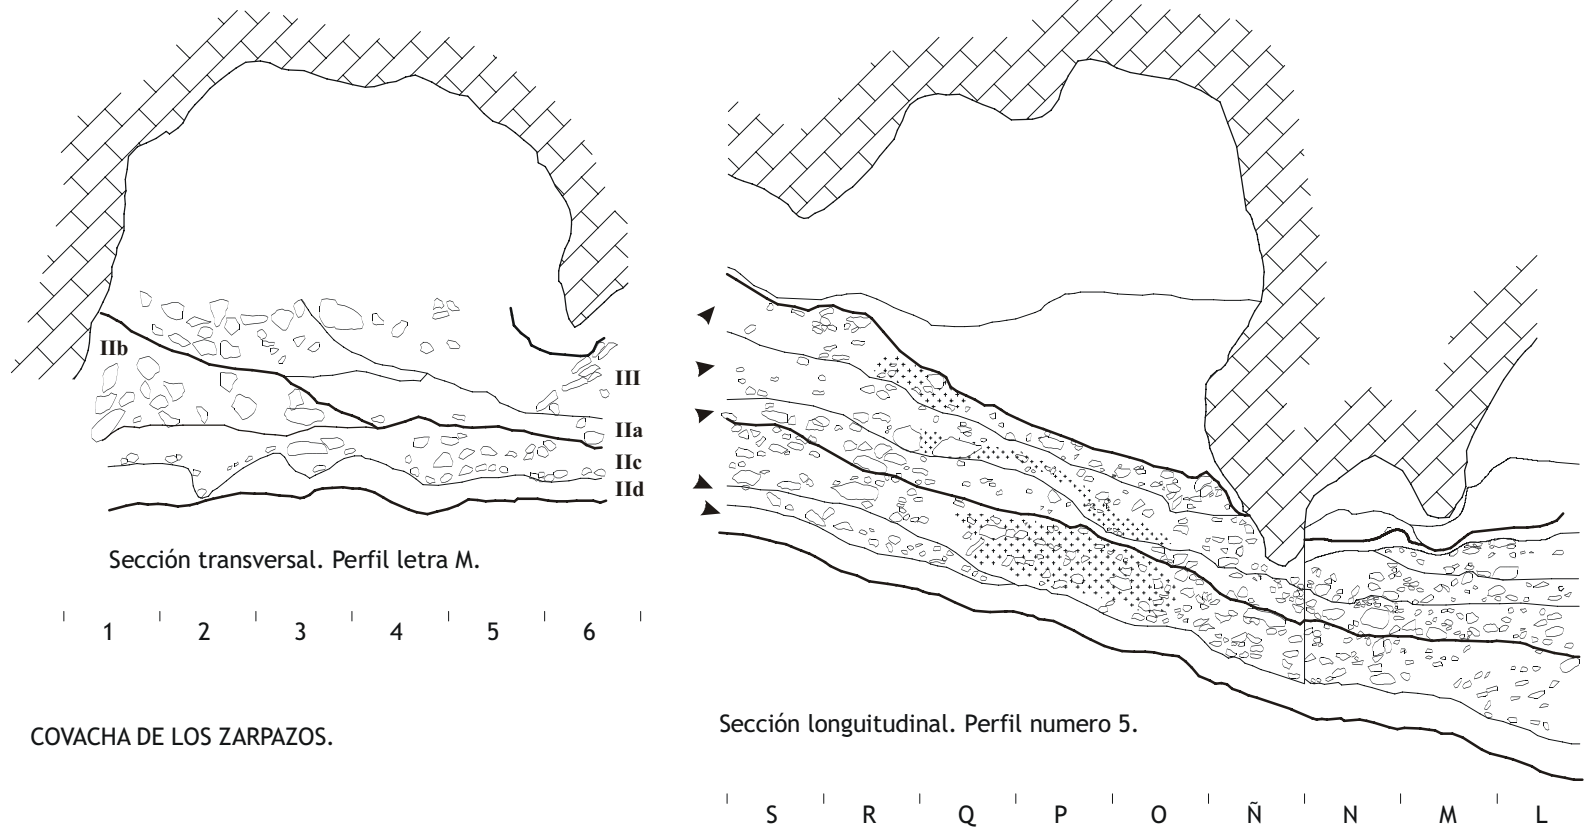 IIb
III
IIa
IIc
IId
Sección transversal. Perfil letra M.
1 2 3 4 5 6
COVACHA DE LOS ZARPAZOS.
Sección longuitudinal. Perfil numero 5.
S R Q P O Ñ N M L